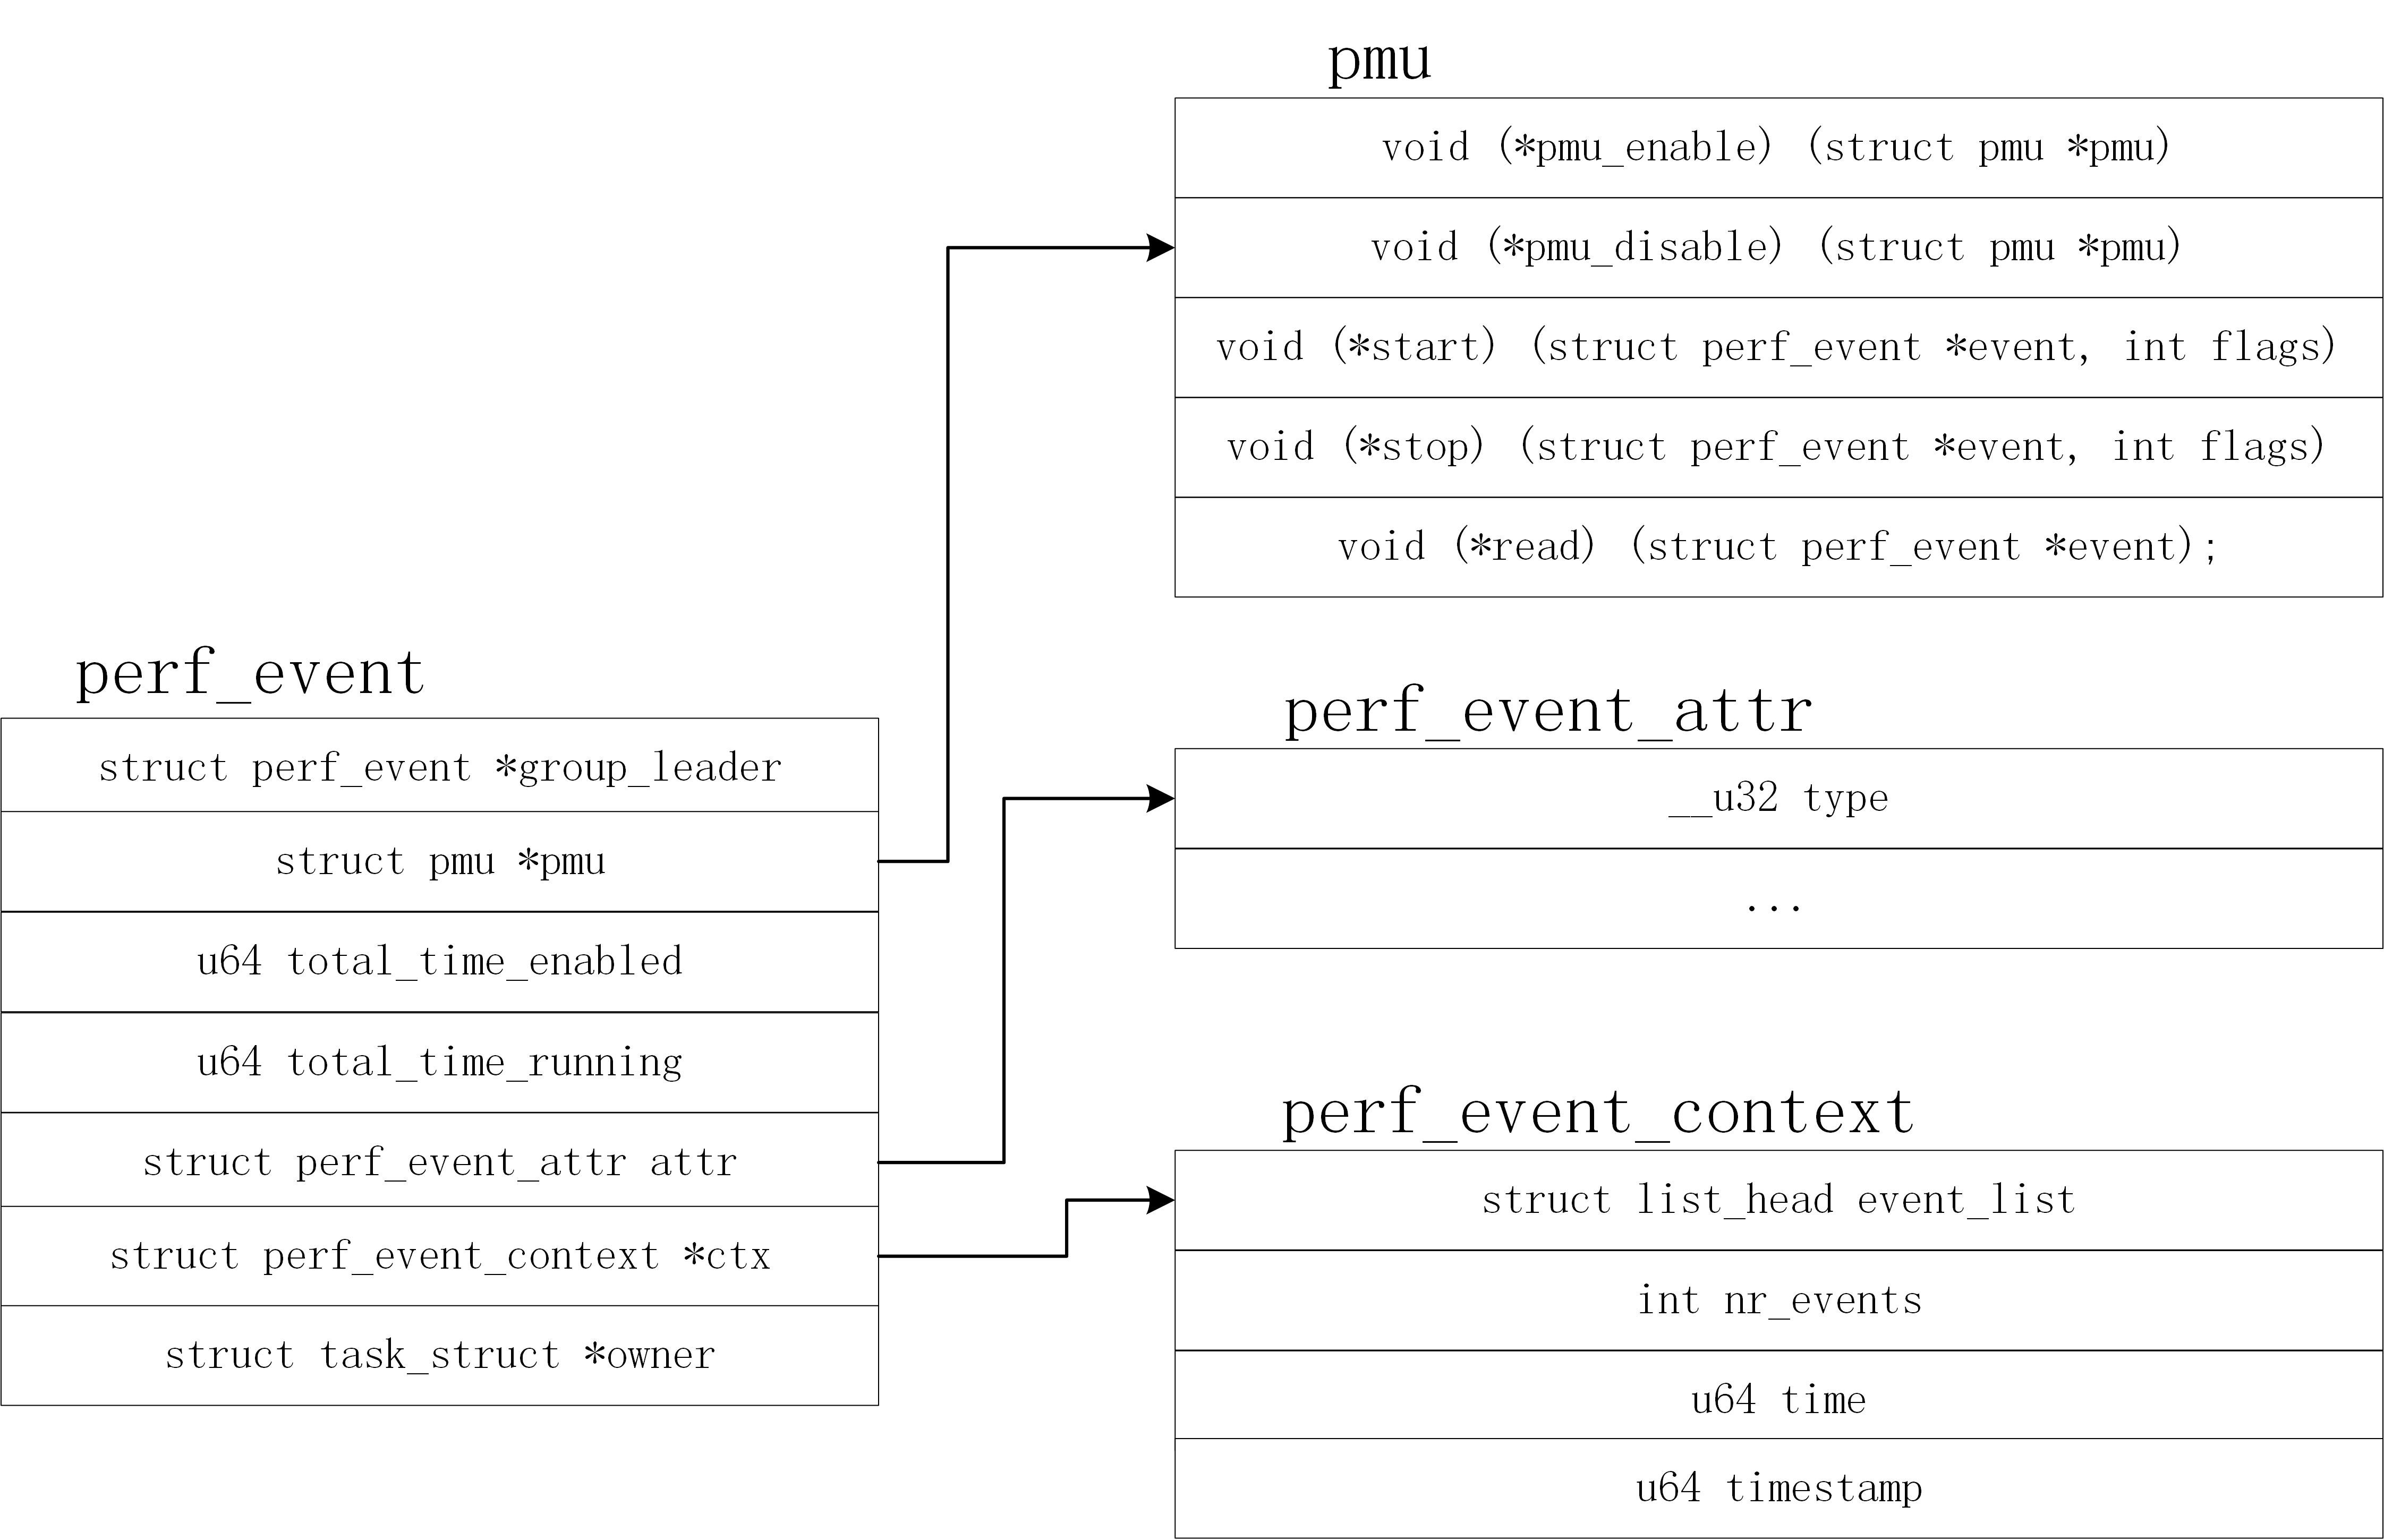 pmu
void (*pmu_enable) (struct pmu *pmu)
void (*pmu_disable) (struct pmu *pmu)
void (*start) (struct perf_event *event, int flags)
void (*stop) (struct perf_event *event, int flags)
void (*read) (struct perf_event *event);
perf_event
struct perf_event *group_leader
struct pmu *pmu
u64 total_time_enabled
u64 total_time_running
struct perf_event_attr attr
struct perf_event_context *ctx
struct task_struct *owner
perf_event_attr
__u32 type
...
perf_event_context
struct list_head event_list
int nr_events
u64 time
u64 timestamp